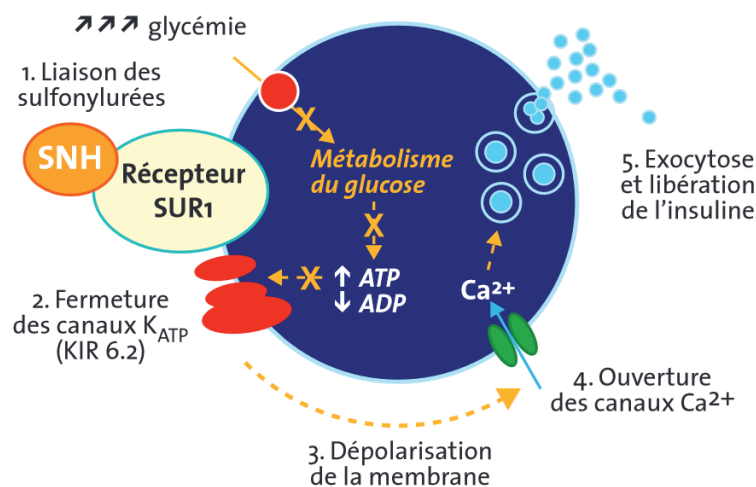 ↗↗↗ glycémie
1. Liaison des
sulfonylurées
SNH
Récepteur
SUR1
X
Métabolisme
du glucose
X
X
↑ ATP
↓ ADP
2. Fermeture
des canaux KATP
(KIR 6.2)
3. Dépolarisation
de la membrane
Ca2+
4. Ouverture
des canaux Ca2+
5. Exocytose
et libération
de l'insuline